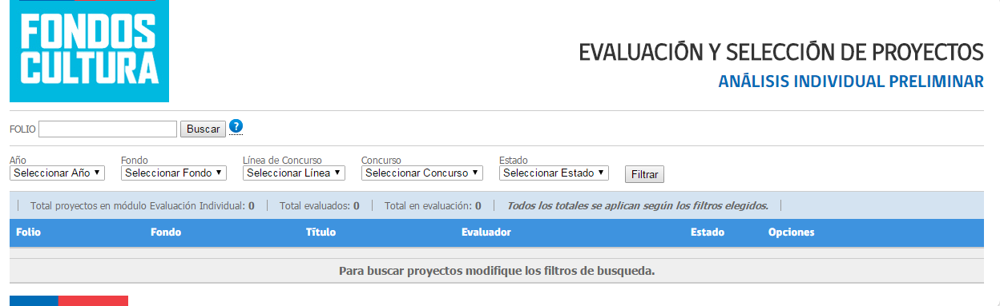 FONDOS
CULTURA
EVALUACIÓN Y SELECCIÓN DE PROYECTOS
ANÁLISIS INDIVIDUAL PRELIMINAR
FOLIO Buscar ?
Año Fondo Línea de Concurso Concurso Estado
Seleccionar Año Seleccionar Fondo Seleccionar Línea Seleccionar Concurso Seleccionar Estado Filtrar
Total proyectos en módulo Evaluación Individual: 0 Total evaluados: 0 Total en evaluación: 0 Todos los totales se aplican según los filtros elegidos.
Folio Fondo Título Evaluador Estado Opciones
Para buscar proyectos modifique los filtros de busqueda.